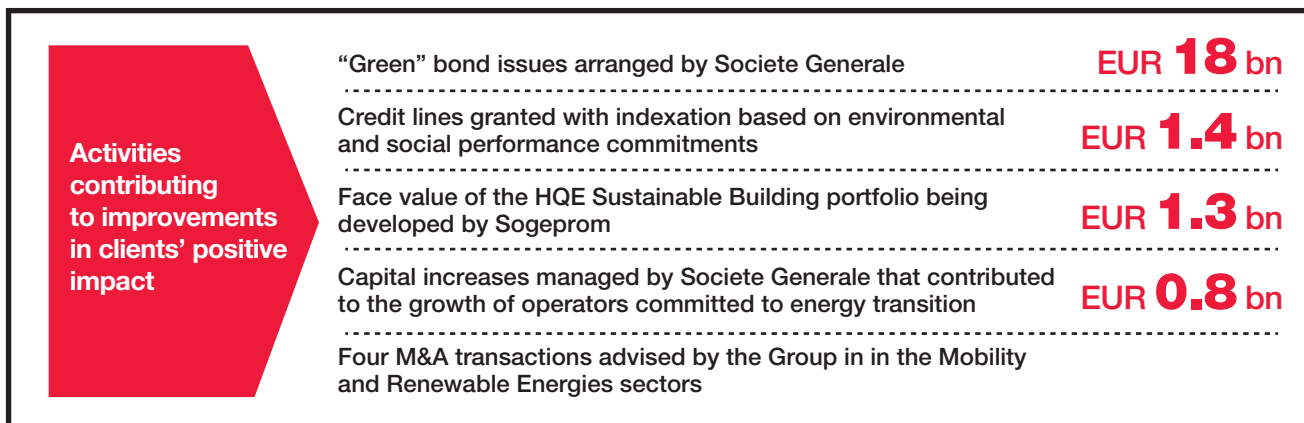 Activities
contributing
to improvements
in clients’ positive
impact
“Green” bond issues arranged by Societe Generale
EUR 18 bn
Credit lines granted with indexation based on environmental
and social performance commitments
EUR 1.4 bn
Face value of the HQE Sustainable Building portfolio being
developed by Sogeprom
EUR 1.3 bn
Capital increases managed by Societe Generale that contributed
to the growth of operators committed to energy transition
EUR 0.8 bn
Four M&A transactions advised by the Group in in the Mobility
and Renewable Energies sectors